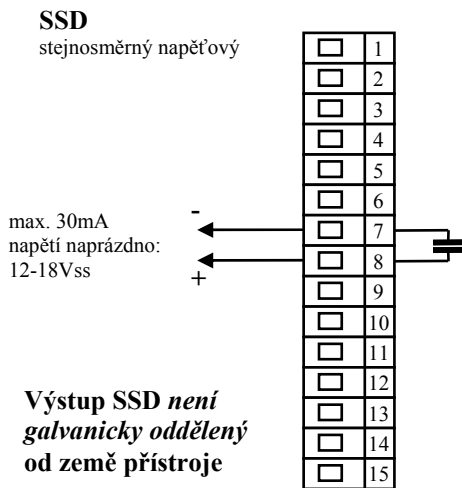 SSD
stejnosměrný napěťový
1
2
3
4
5
6
7
8
9
10
11
12
13
14
15
-
max. 30mA
napětí naprázdno:
12-18Vss
+
Výstup SSD není
galvanicky oddělený
od země přístroje